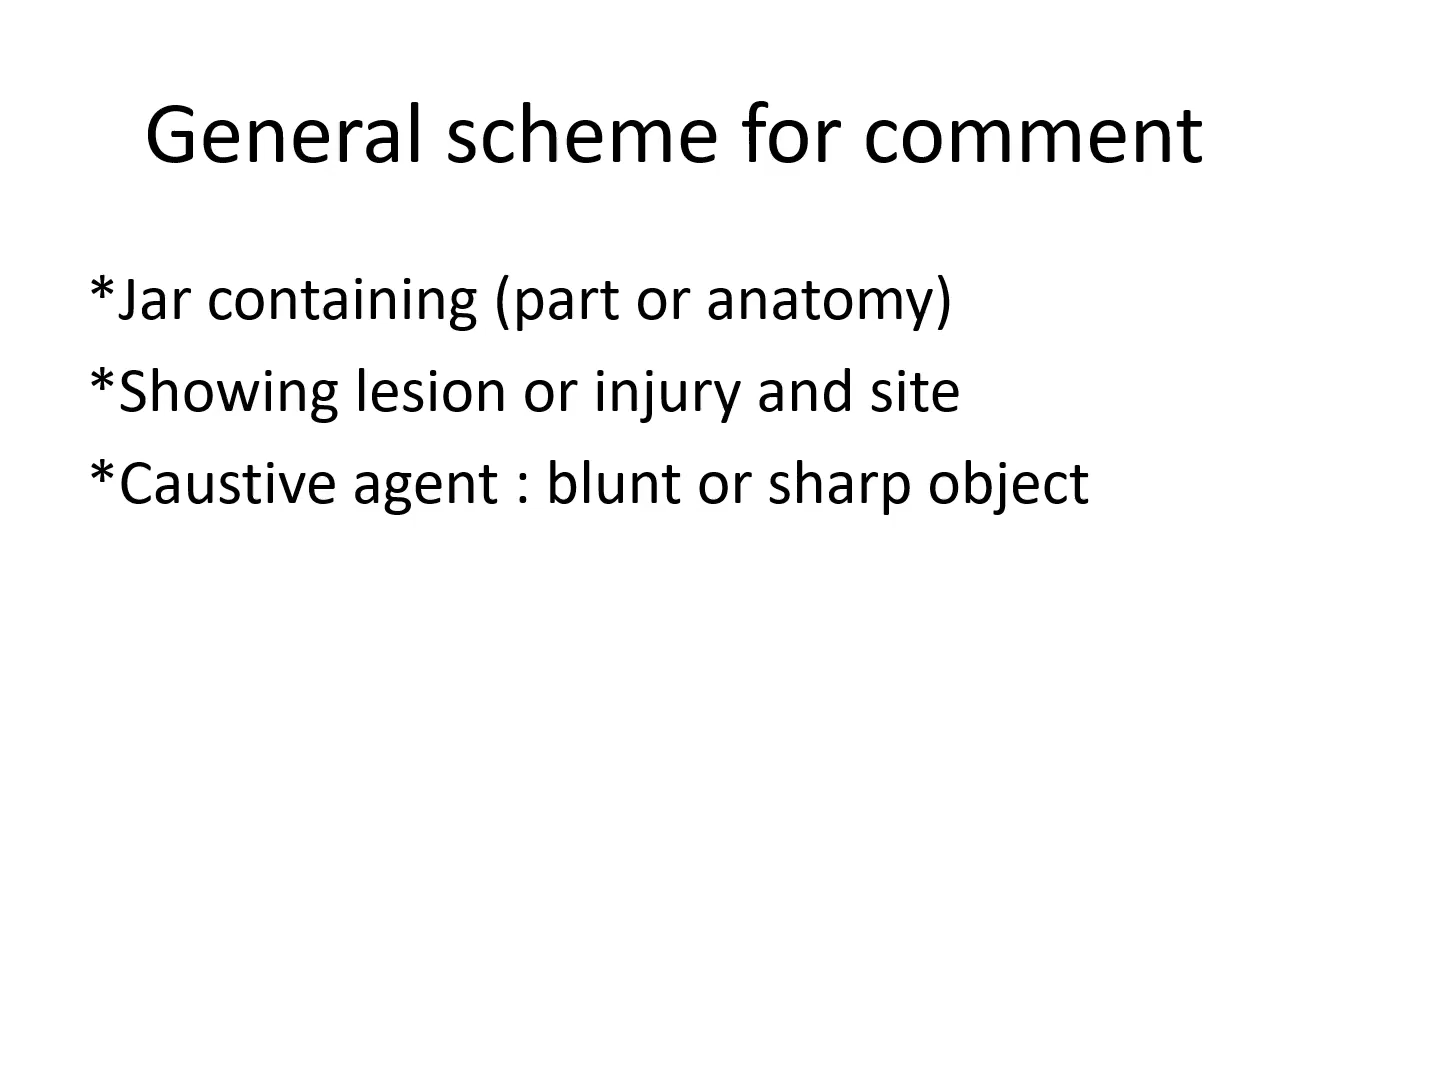 General scheme for comment
*Jar containing (part or anatomy)
*Showing lesion or injury and site
*Caustive agent : blunt or sharp object